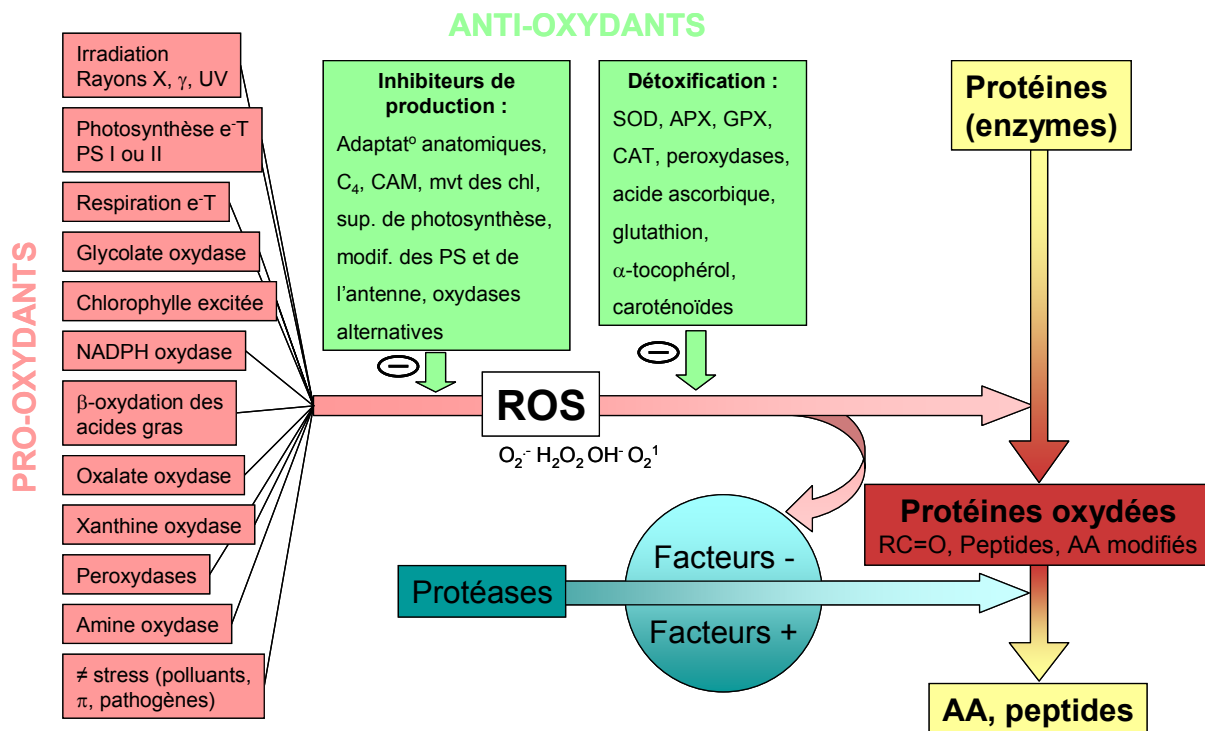 ANTI-OXYDANTS
PRO-OXYDANTS
Irradiation
Rayons X, γ, UV
Photosynthèse e⁻T
PS I ou II
Respiration e⁻T
Glycolate oxydase
Chlorophylle excitée
NADPH oxydase
β-oxydation des
acides gras
Oxalate oxydase
Xanthine oxydase
Peroxydases
Amine oxydase
≠ stress (polluants,
π, pathogènes)
Inhibiteurs de
production :
Adaptatº anatomiques,
C₄, CAM, mvt des chl,
sup. de photosynthèse,
modif. des PS et de
l'antenne, oxydases
alternatives
Détoxification :
SOD, APX, GPX,
CAT, peroxydases,
acide ascorbique,
glutathion,
α-tocophérol,
caroténoïdes
−
−
ROS
O₂·⁻ H₂O₂ OH⁻ O₂¹
Protéines
(enzymes)
Protéines oxydées
RC=O, Peptides, AA modifiés
Facteurs -
Protéases
Facteurs +
AA, peptides